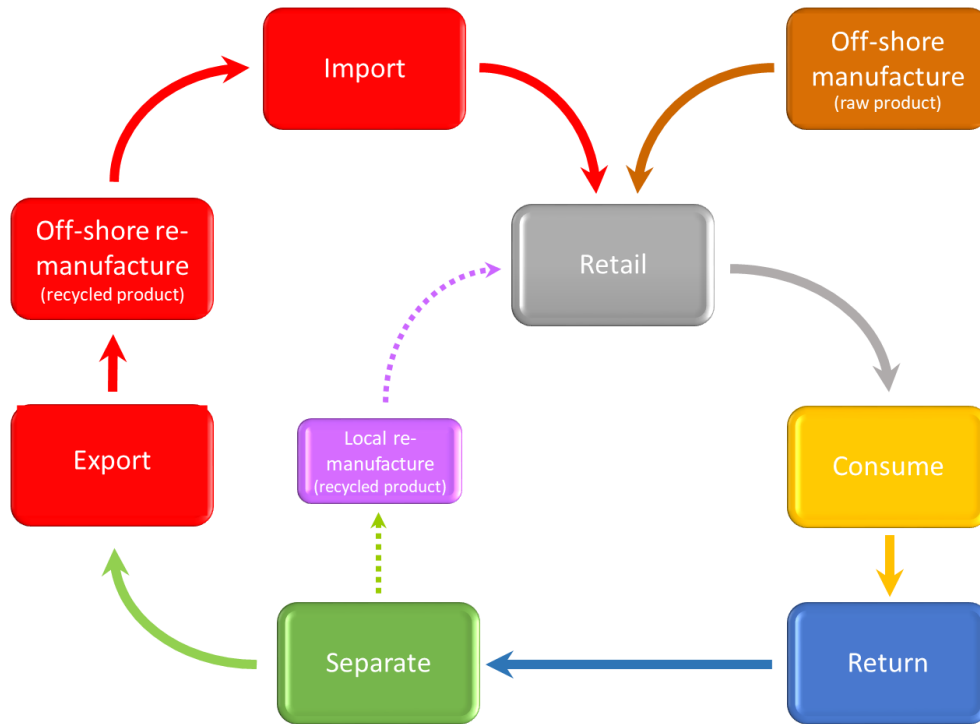 Import
Off-shore
manufacture
(raw product)
Off-shore re-
manufacture
(recycled product)
Retail
Export
Local re-
manufacture
(recycled product)
Consume
Separate
Return